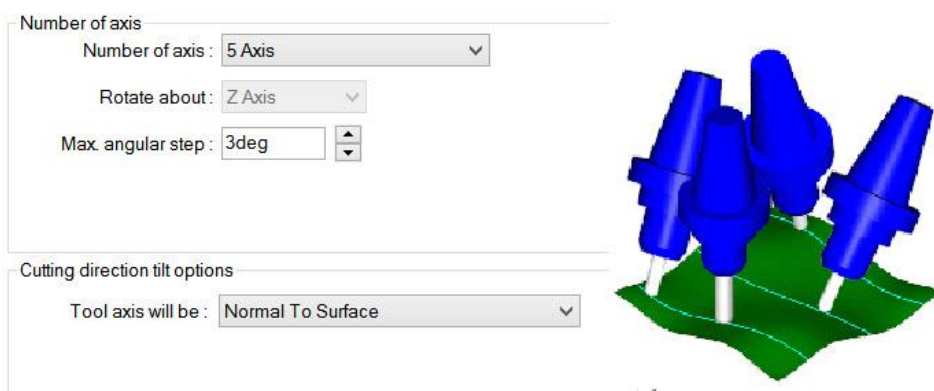 Number of axis
Number of axis : 5 Axis
Rotate about : Z Axis
Max. angular step : 3deg
Cutting direction tilt options
Tool axis will be : Normal To Surface